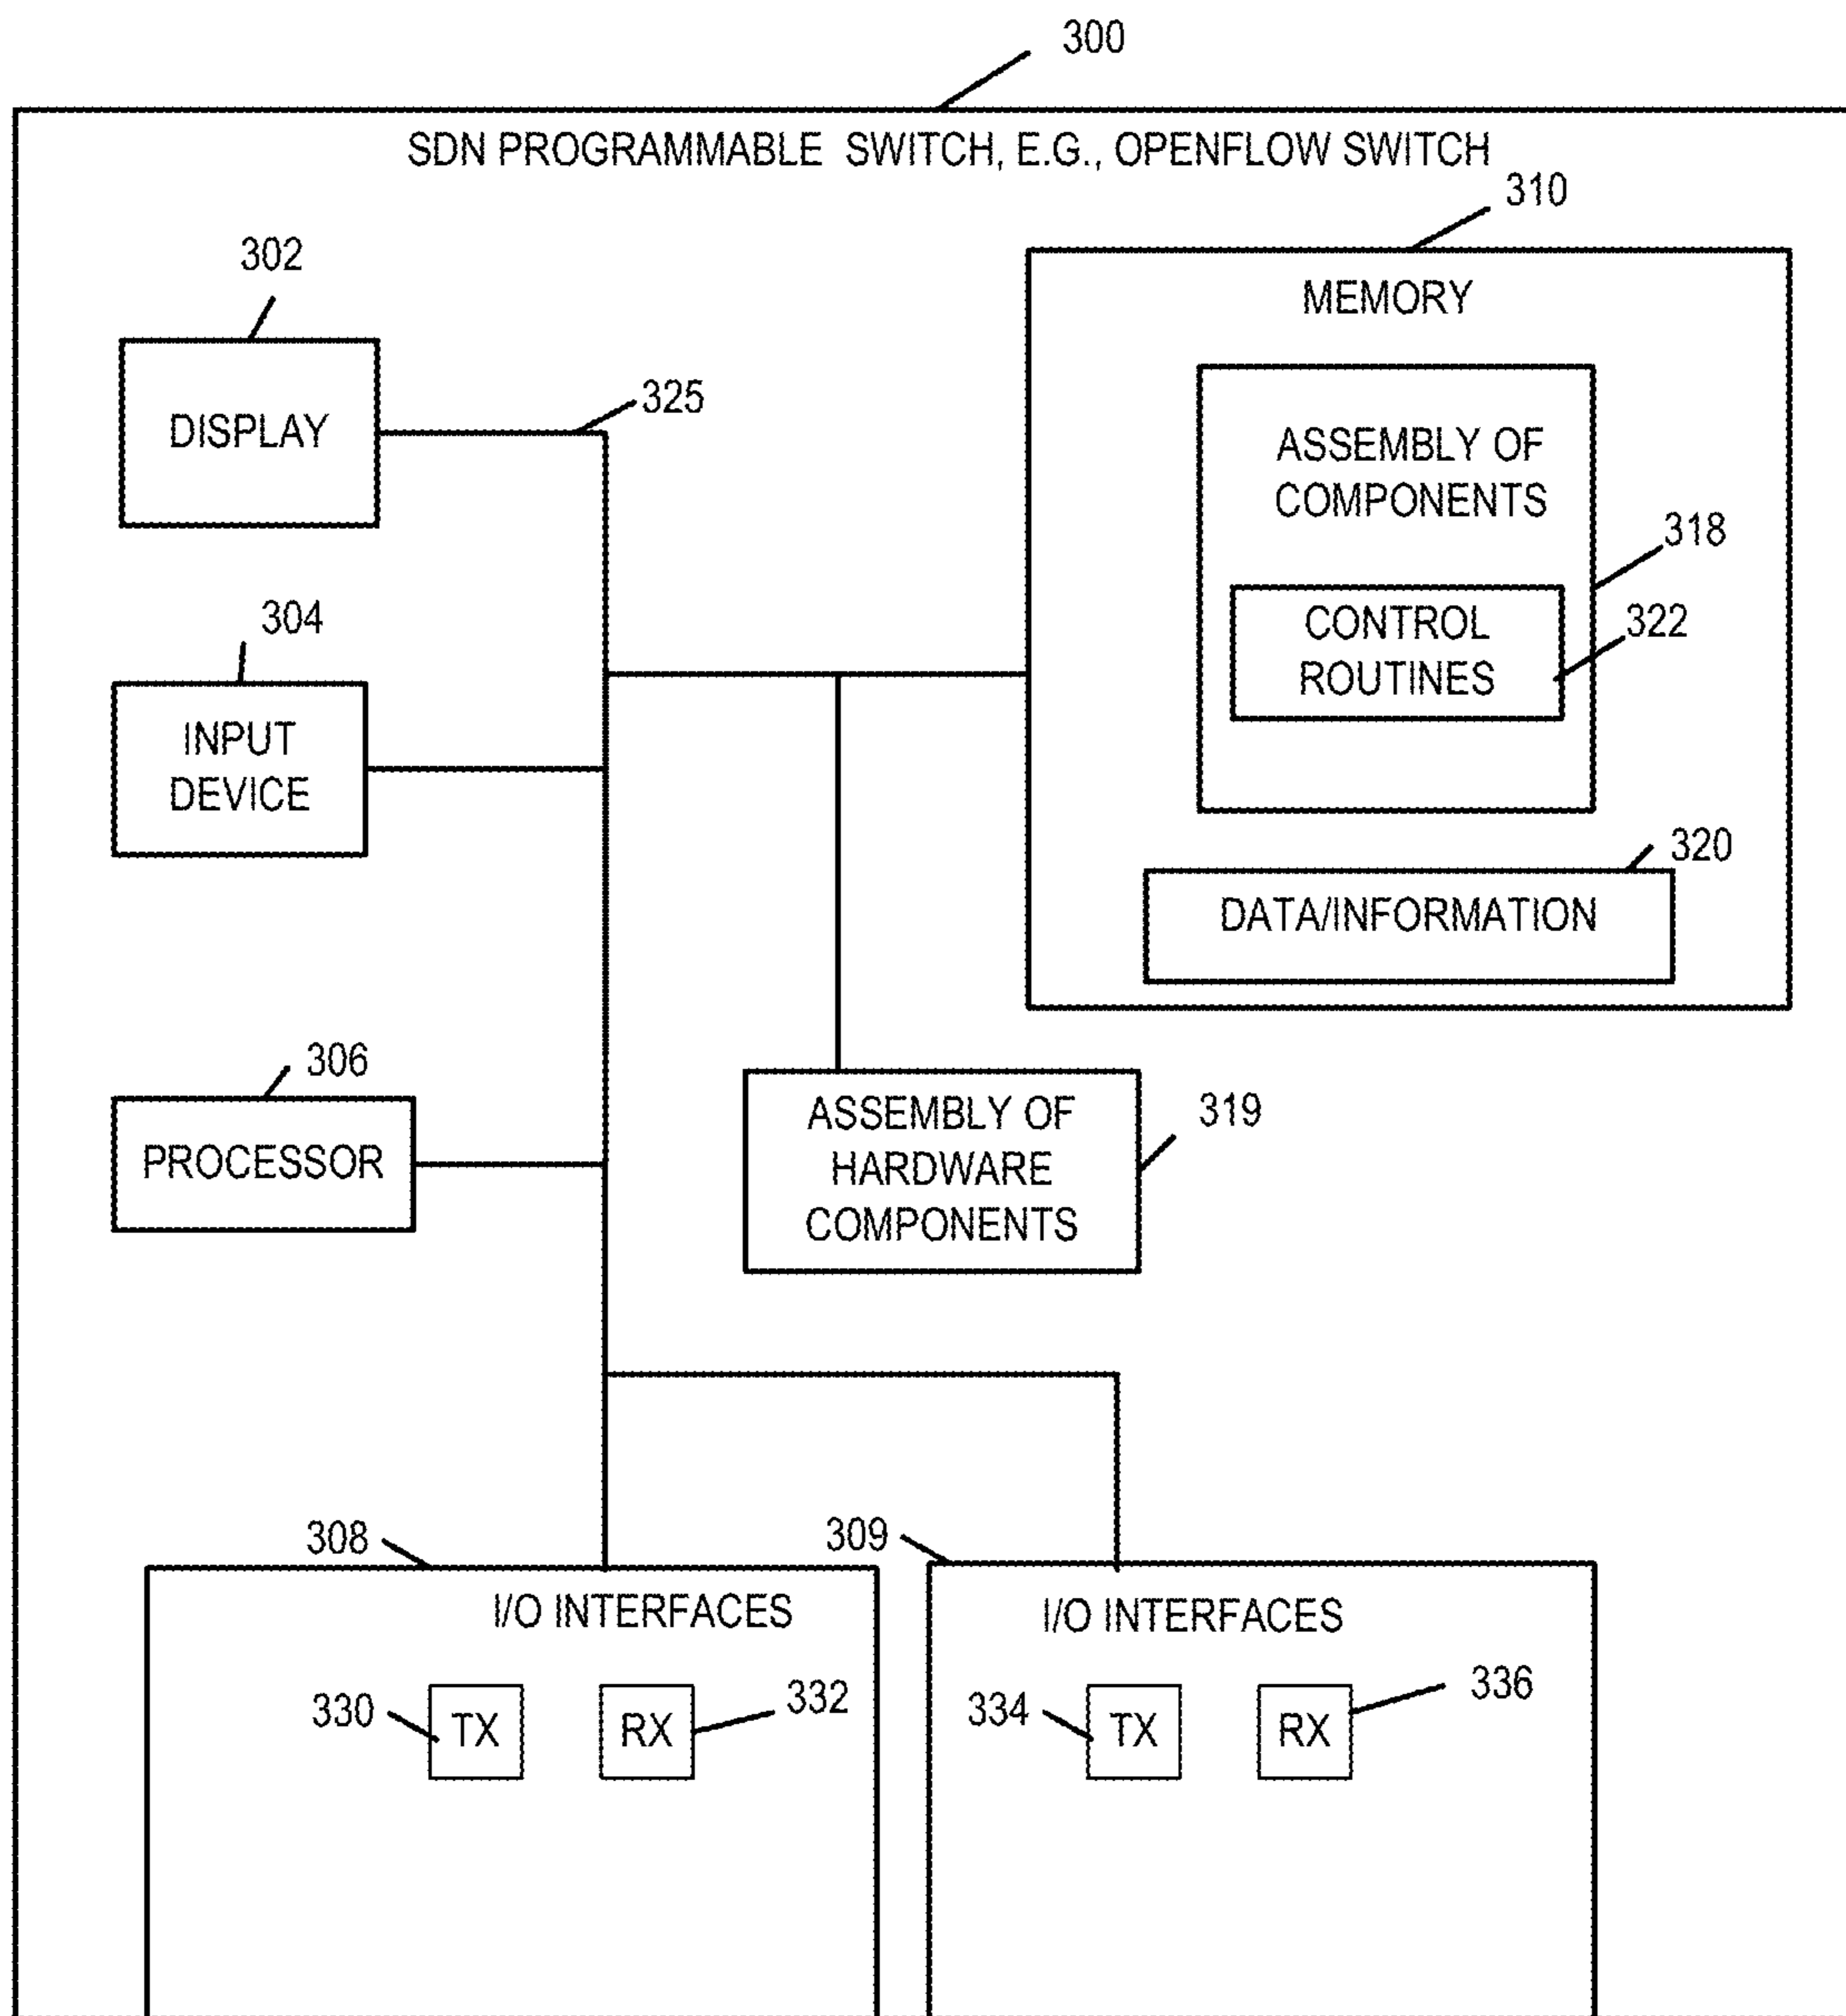 300
SDN PROGRAMMABLE SWITCH, E.G., OPENFLOW SWITCH
310
302
MEMORY
DISPLAY
325
ASSEMBLY OF
COMPONENTS
318
304
CONTROL
ROUTINES
322
INPUT
DEVICE
320
DATA/INFORMATION
306
PROCESSOR
ASSEMBLY OF
HARDWARE
COMPONENTS
319
308
309
I/O INTERFACES
I/O INTERFACES
330
TX
RX
332
334
TX
RX
336